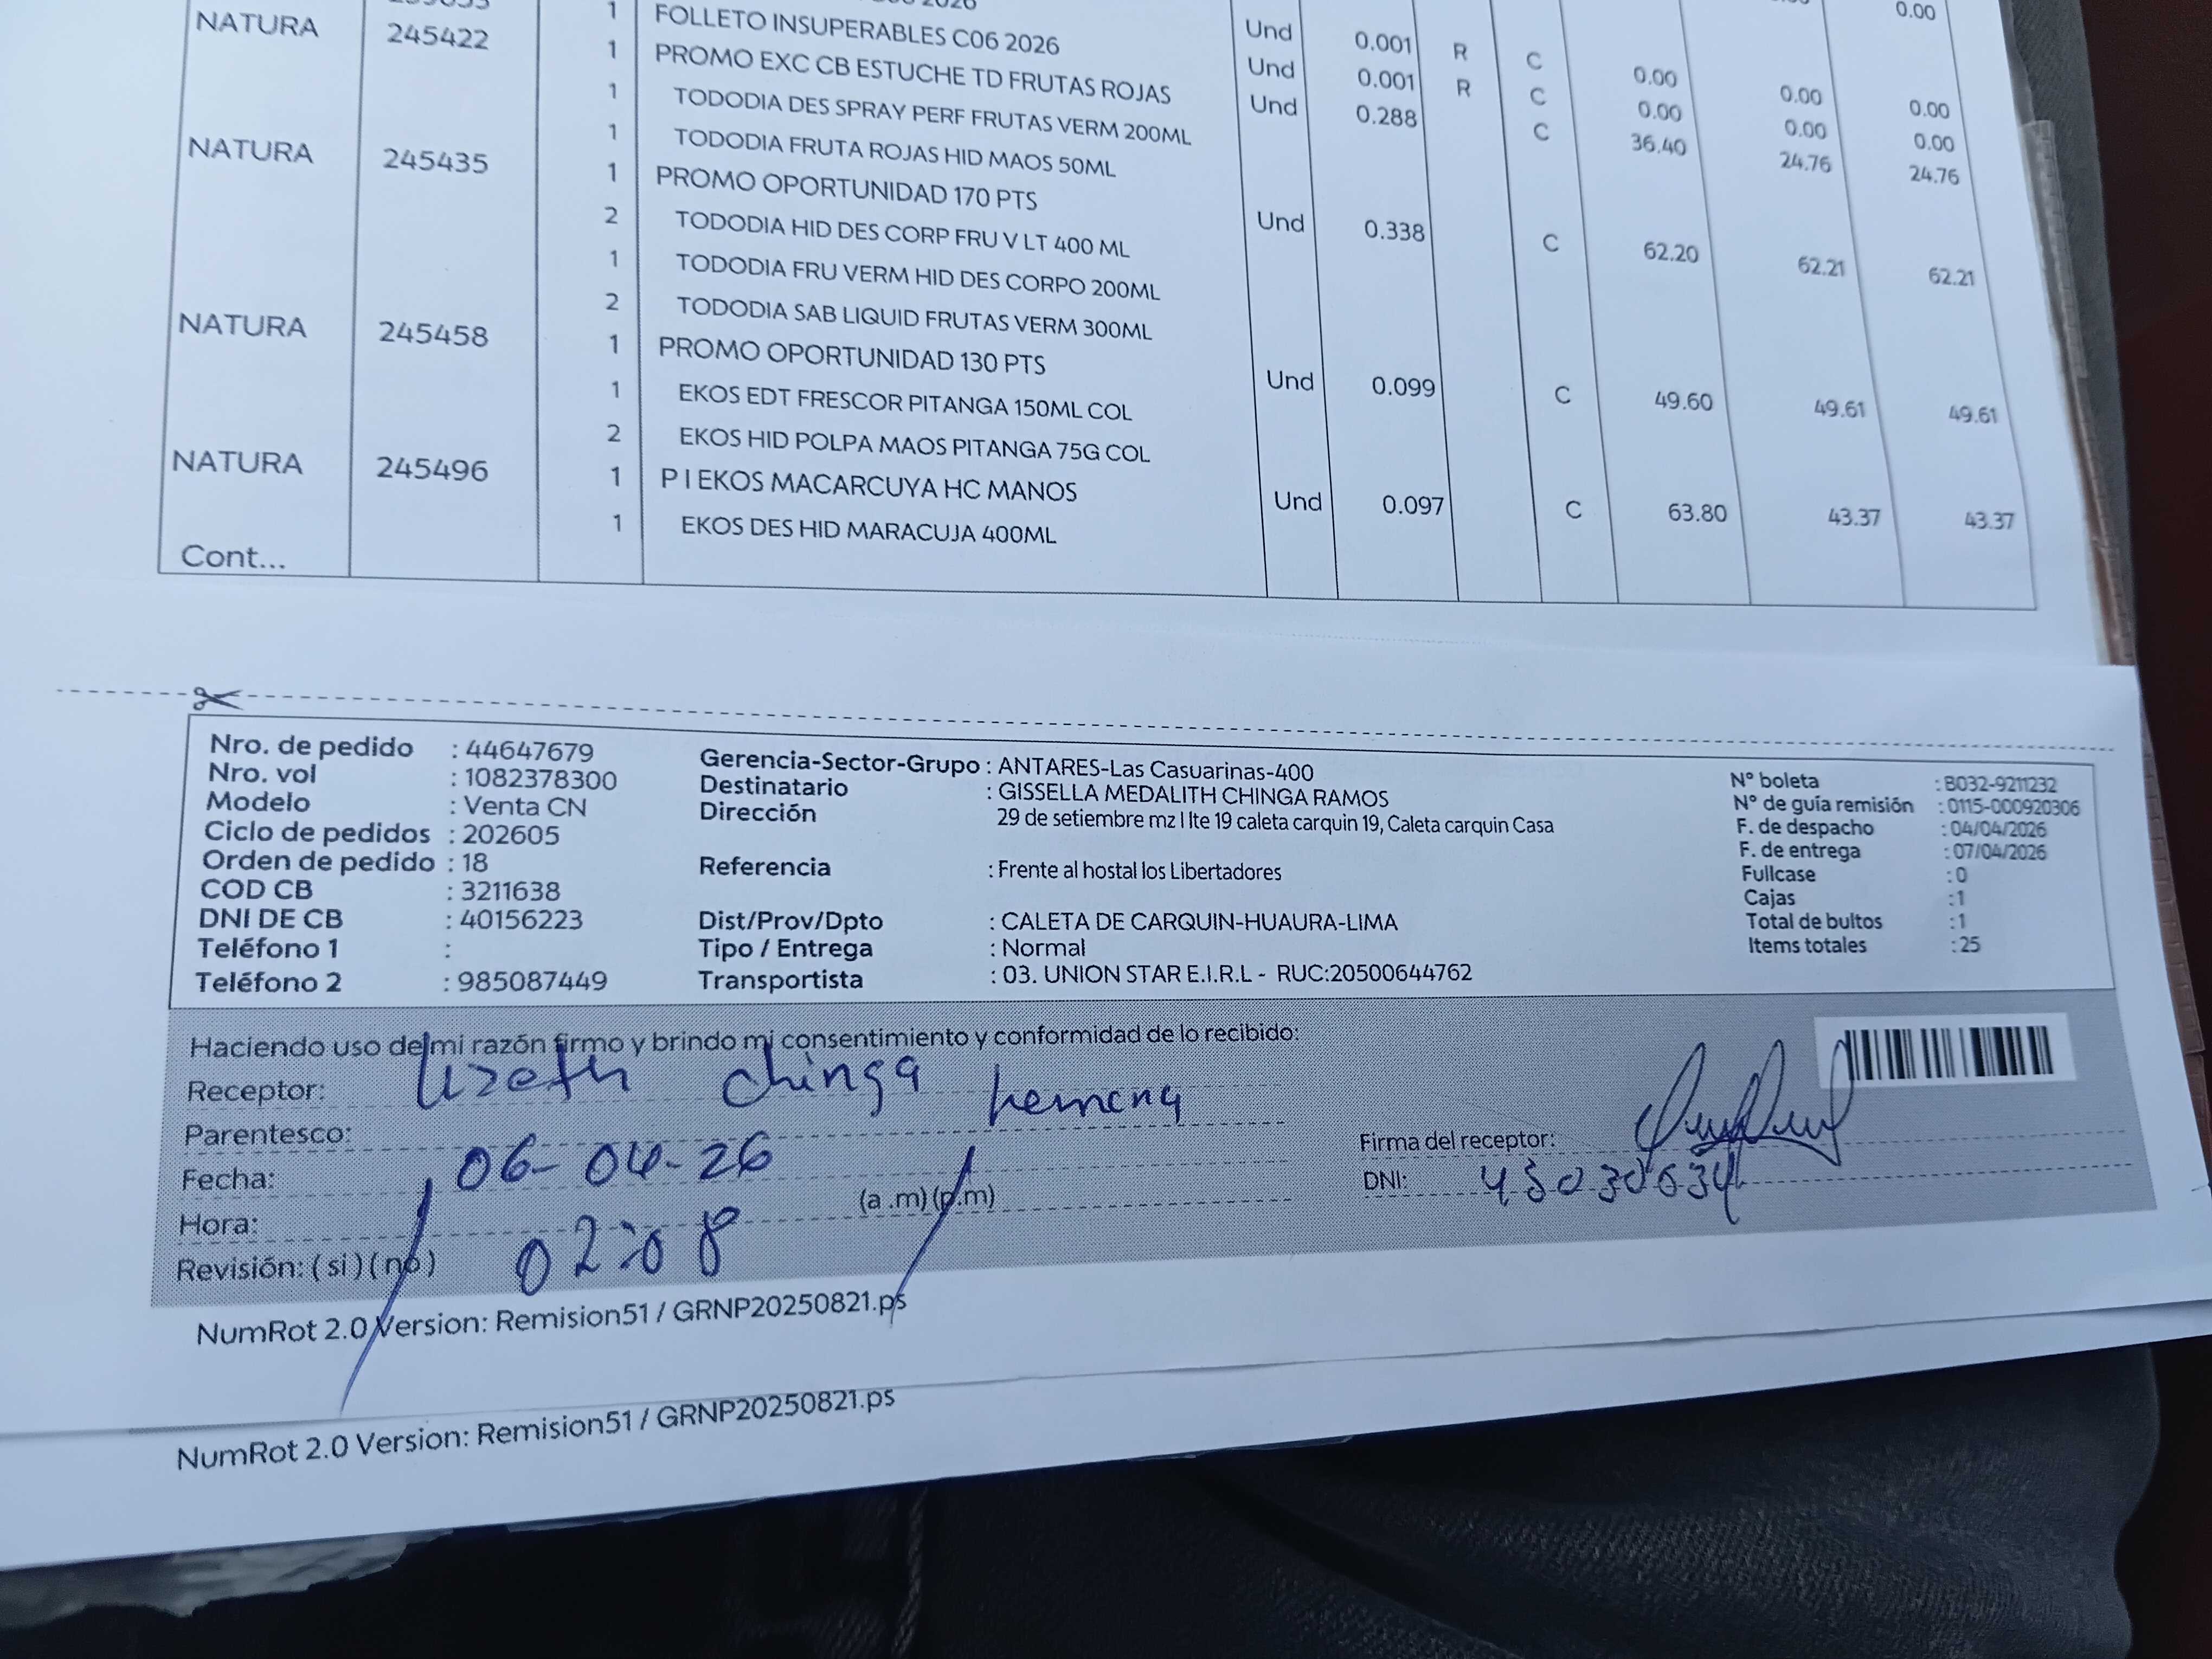 0.00
NATURA 245422 1 FOLLETO INSUPERABLES C06 2026 Und 0.001 R C 0.00 0.00 0.00
1 PROMO EXC CB ESTUCHE TD FRUTAS ROJAS Und 0.001 R C 0.00 0.00 0.00
1 TODODIA DES SPRAY PERF FRUTAS VERM 200ML Und 0.288 C 36.40 24.76 24.76
1 TODODIA FRUTA ROJAS HID MAOS 50ML
NATURA 245435 1 PROMO OPORTUNIDAD 170 PTS Und 0.338 C 62.20 62.21 62.21
2 TODODIA HID DES CORP FRU V LT 400 ML
1 TODODIA FRU VERM HID DES CORPO 200ML
2 TODODIA SAB LIQUID FRUTAS VERM 300ML
NATURA 245458 1 PROMO OPORTUNIDAD 130 PTS Und 0.099 C 49.60 49.61 49.61
1 EKOS EDT FRESCOR PITANGA 150ML COL
2 EKOS HID POLPA MAOS PITANGA 75G COL
NATURA 245496 1 P I EKOS MACARCUYA HC MANOS Und 0.097 C 63.80 43.37 43.37
1 EKOS DES HID MARACUJA 400ML
Cont...
Nro. de pedido : 44647679
Nro. vol : 1082378300
Modelo : Venta CN
Ciclo de pedidos : 202605
Orden de pedido : 18
COD CB : 3211638
DNI DE CB : 40156223
Teléfono 1 :
Teléfono 2 : 985087449
Gerencia-Sector-Grupo : ANTARES-Las Casuarinas-400
Destinatario : GISSELLA MEDALITH CHINGA RAMOS
Dirección 29 de setiembre mz l lte 19 caleta carquin 19, Caleta carquin Casa
Referencia : Frente al hostal los Libertadores
Dist/Prov/Dpto : CALETA DE CARQUIN-HUAURA-LIMA
Tipo / Entrega : Normal
Transportista : 03. UNION STAR E.I.R.L - RUC:20500644762
N° boleta : B032-9211232
N° de guía remisión : 0115-000920306
F. de despacho : 04/04/2026
F. de entrega : 07/04/2026
Fullcase : 0
Cajas : 1
Total de bultos : 1
Items totales : 25
Haciendo uso de mi razón firmo y brindo mi consentimiento y conformidad de lo recibido:
Receptor: Lizeth Chinga hemana
Parentesco:
Fecha: 06-04-26
Hora: 02:08 (a .m) (p.m)
Revisión: ( si ) ( no )
Firma del receptor:
DNI:
NumRot 2.0 Version: Remision51 / GRNP20250821.ps
NumRot 2.0 Version: Remision51 / GRNP20250821.ps